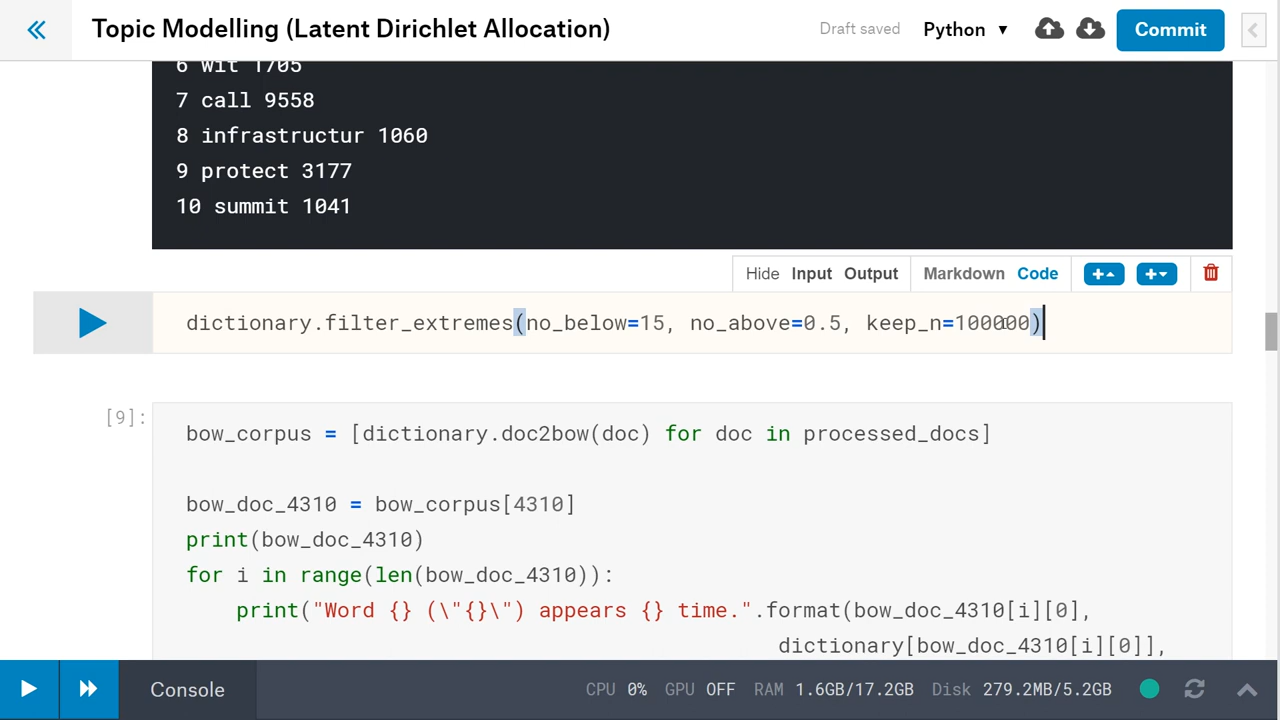 Topic Modelling (Latent Dirichlet Allocation)
Draft saved
Python
Commit
6 wit 1705
7 call 9558
8 infrastructur 1060
9 protect 3177
10 summit 1041
Hide Input Output Markdown Code
dictionary.filter_extremes(no_below=15, no_above=0.5, keep_n=100000)
[9]:
bow_corpus = [dictionary.doc2bow(doc) for doc in processed_docs]
bow_doc_4310 = bow_corpus[4310]
print(bow_doc_4310)
for i in range(len(bow_doc_4310)):
    print("Word {} (\"{}\") appears {} time.".format(bow_doc_4310[i][0],
dictionary[bow_doc_4310[i][0]],
Console
CPU 0% GPU OFF RAM 1.6GB/17.2GB Disk 279.2MB/5.2GB